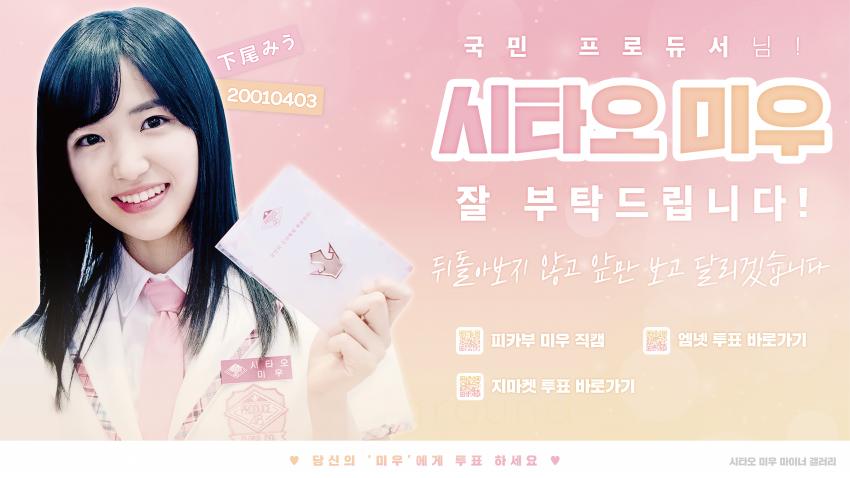 下尾みう
20010403
국민 프로듀서님!
시타오 미우
잘 부탁드립니다!
뒤돌아보지 않고 앞만 보고 달리겠습니다
피카부 미우 직캠
엠넷 투표 바로가기
지마켓 투표 바로가기
시타오
미우
PRODUCE
48
♥ 당신의 '미우'에게 투표 하세요 ♥
시타오 미우 마이너 갤러리